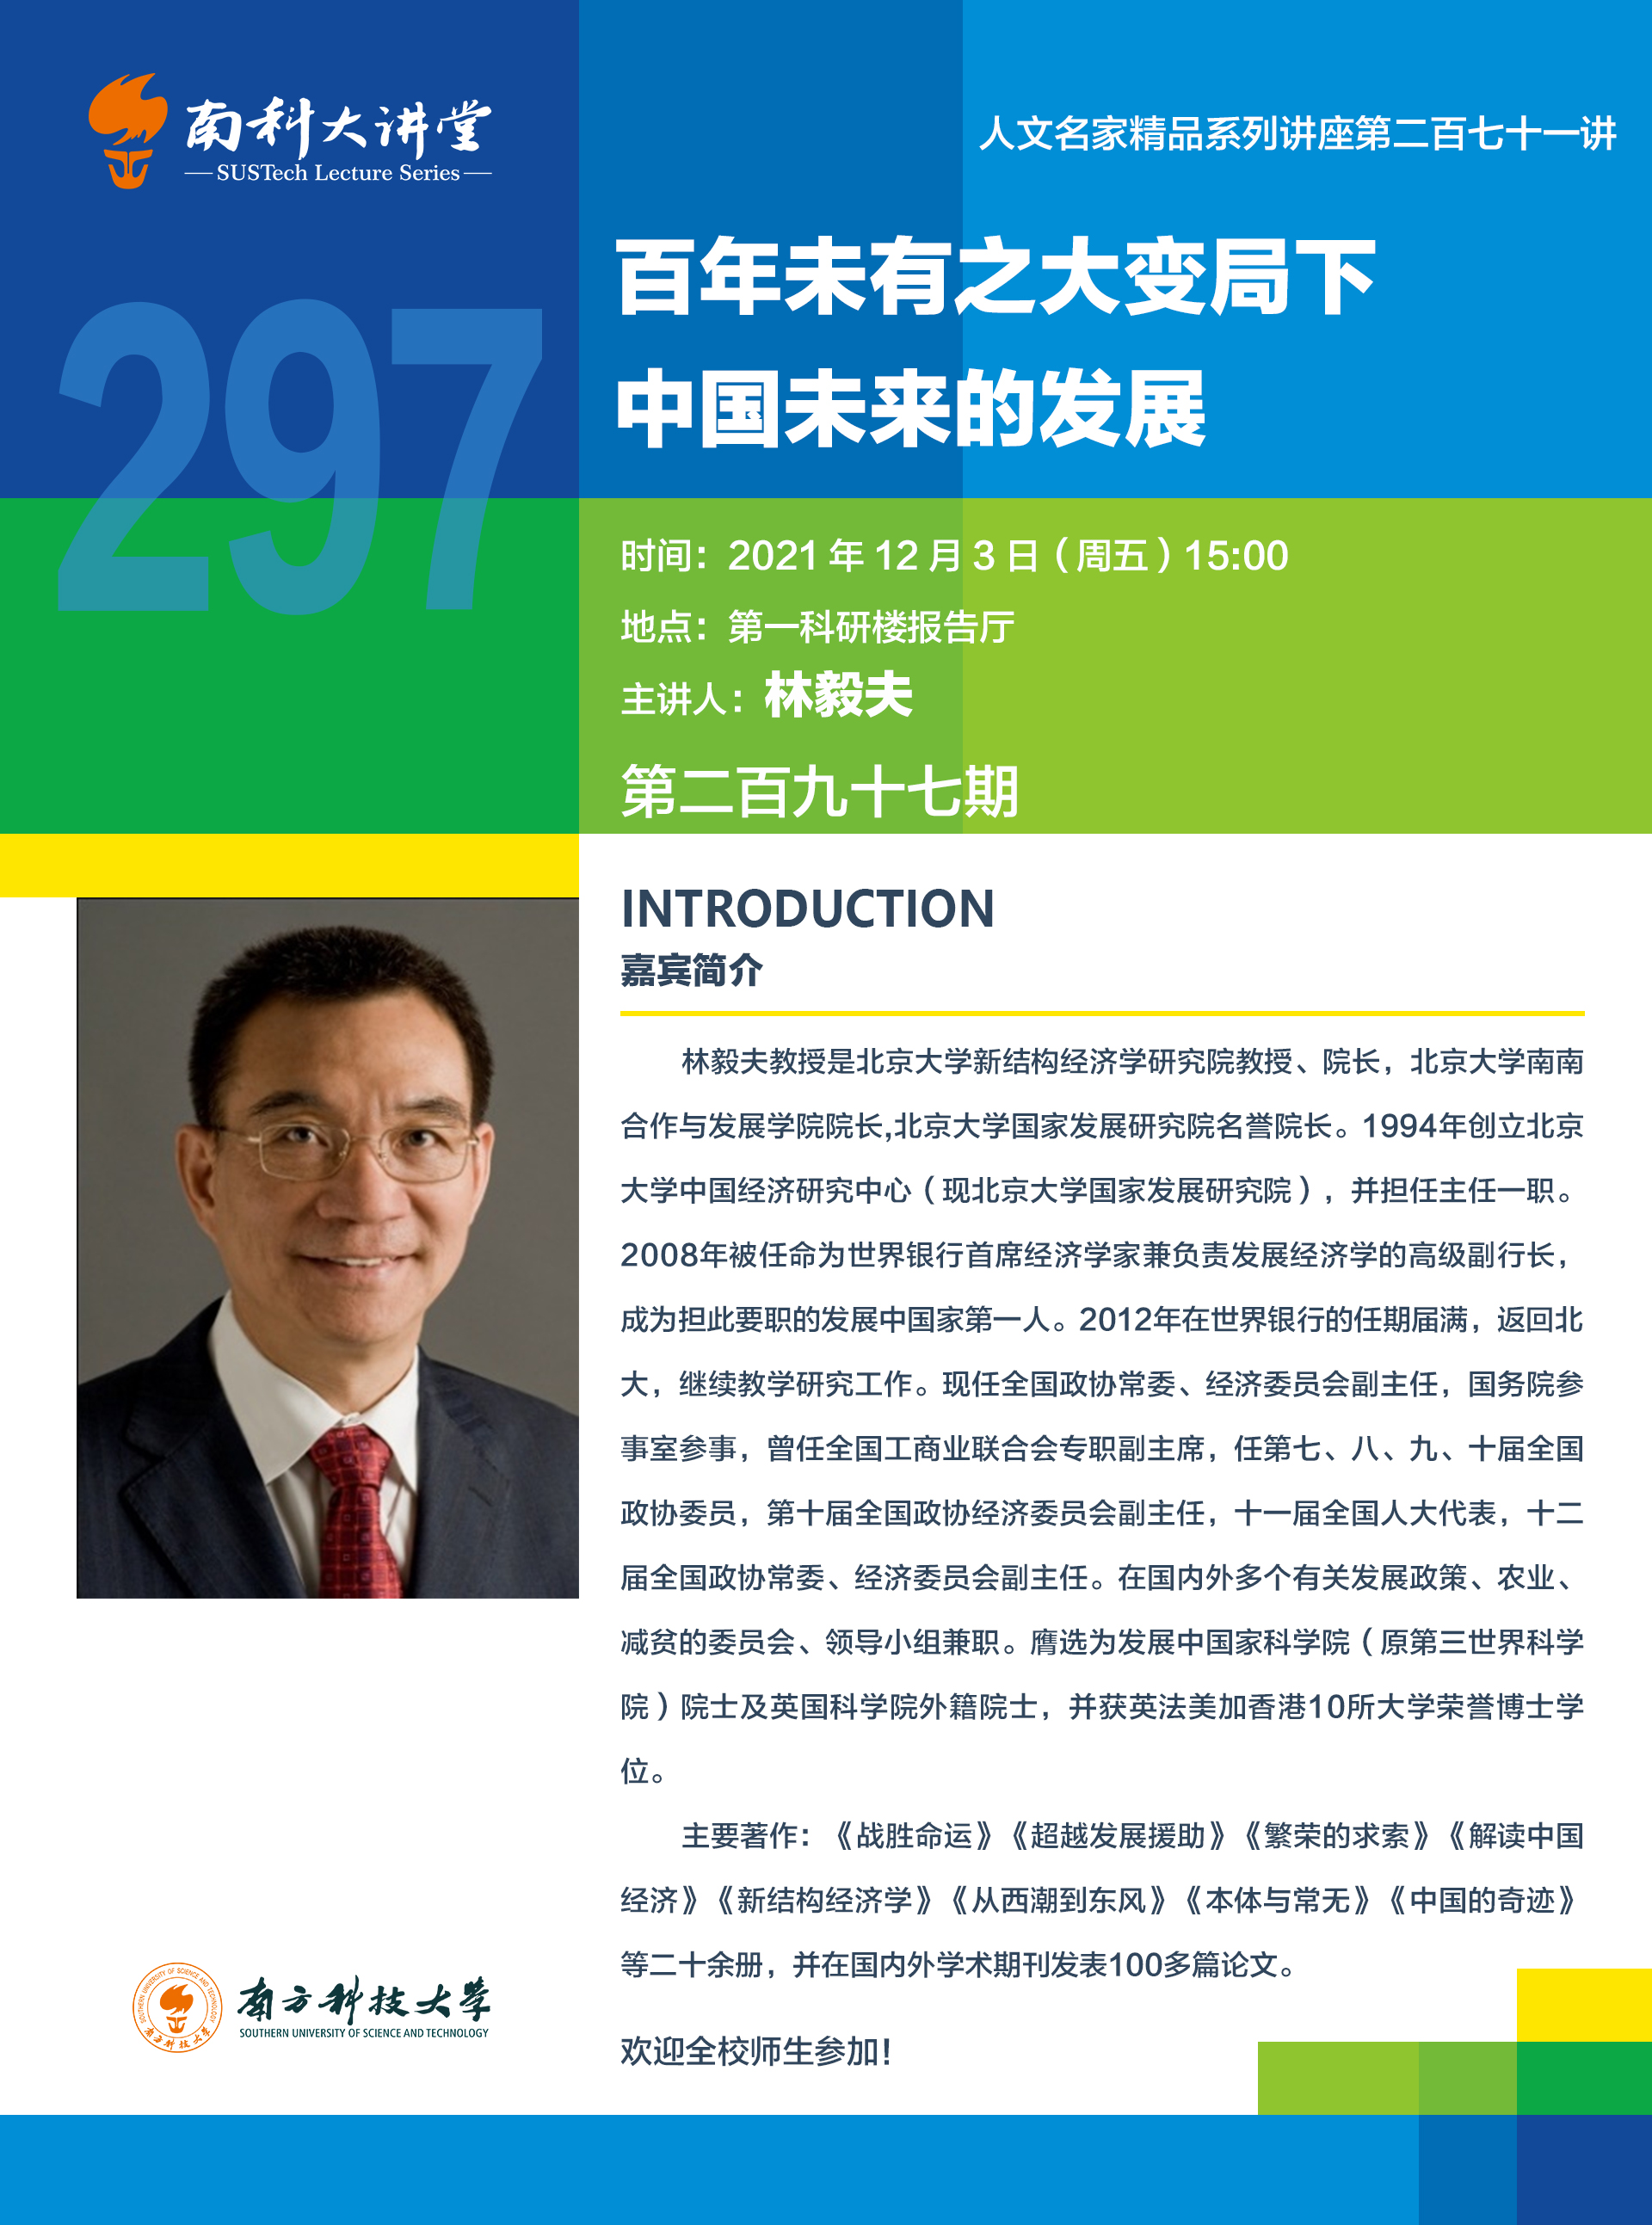 南科大讲堂
SUSTech Lecture Series
人文名家精品系列讲座第二百七十一讲
297
百年未有之大变局下
中国未来的发展
时间：2021年12月3日（周五）15:00
地点：第一科研楼报告厅
主讲人：林毅夫
第二百九十七期
INTRODUCTION
嘉宾简介
林毅夫教授是北京大学新结构经济学研究院教授、院长，北京大学南南
合作与发展学院院长,北京大学国家发展研究院名誉院长。1994年创立北京
大学中国经济研究中心（现北京大学国家发展研究院），并担任主任一职。
2008年被任命为世界银行首席经济学家兼负责发展经济学的高级副行长，
成为担此要职的发展中国家第一人。2012年在世界银行的任期届满，返回北
大，继续教学研究工作。现任全国政协常委、经济委员会副主任，国务院参
事室参事，曾任全国工商业联合会专职副主席，任第七、八、九、十届全国
政协委员，第十届全国政协经济委员会副主任，十一届全国人大代表，十二
届全国政协常委、经济委员会副主任。在国内外多个有关发展政策、农业、
减贫的委员会、领导小组兼职。膺选为发展中国家科学院（原第三世界科学
院）院士及英国科学院外籍院士，并获英法美加香港10所大学荣誉博士学
位。
主要著作：《战胜命运》《超越发展援助》《繁荣的求索》《解读中国
经济》《新结构经济学》《从西潮到东风》《本体与常无》《中国的奇迹》
等二十余册，并在国内外学术期刊发表100多篇论文。
欢迎全校师生参加！
SOUTHERN UNIVERSITY OF SCIENCE AND TECHNOLOGY
南方科技大学
南方科技大学
SOUTHERN UNIVERSITY OF SCIENCE AND TECHNOLOGY